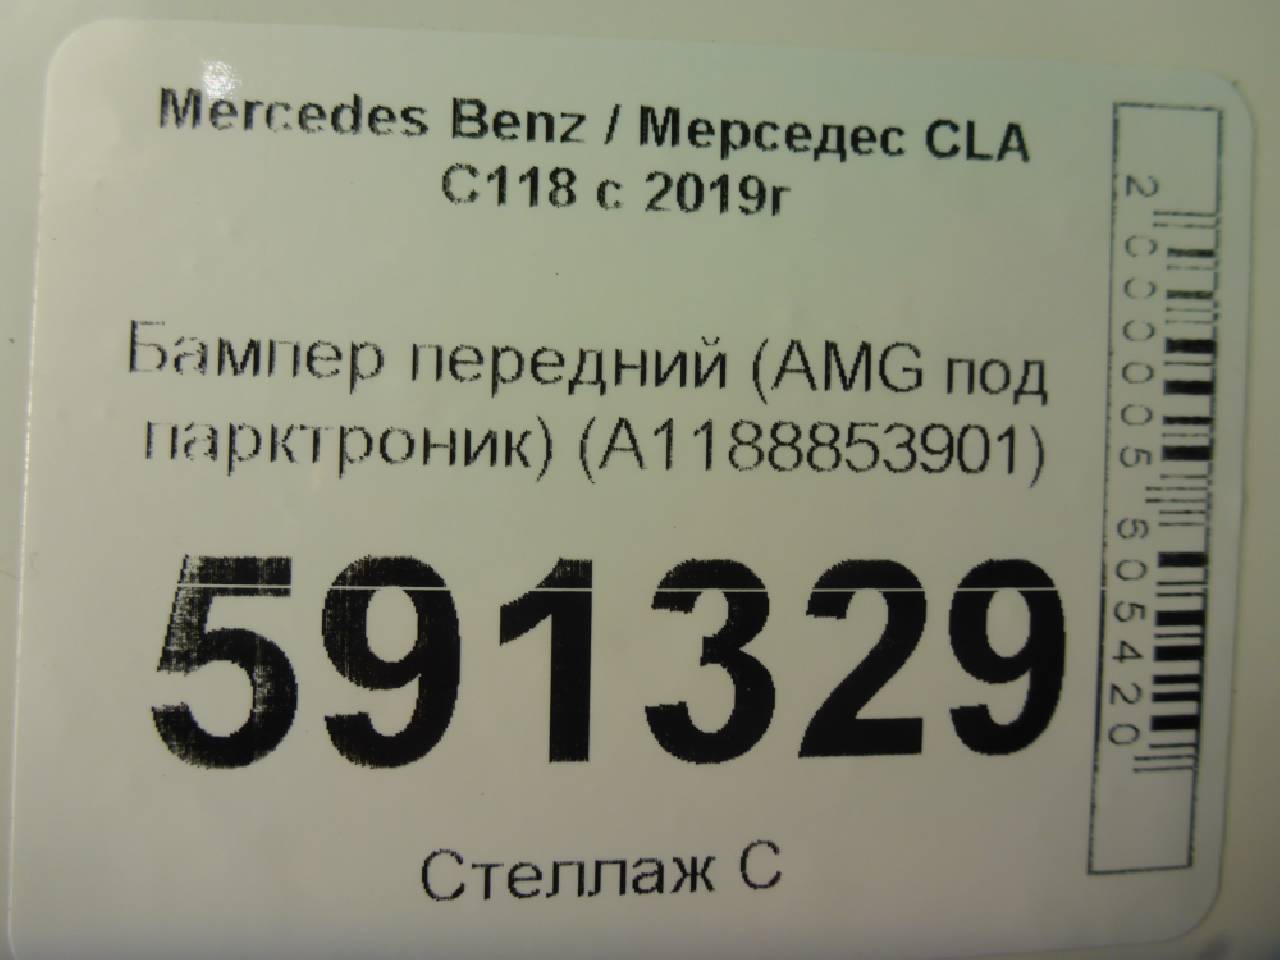 Mercedes Benz / Мерседес CLA
C118 с 2019г
Бампер передний (AMG под
парктроник) (A1188853901)
591329
Стеллаж C
2000005605420